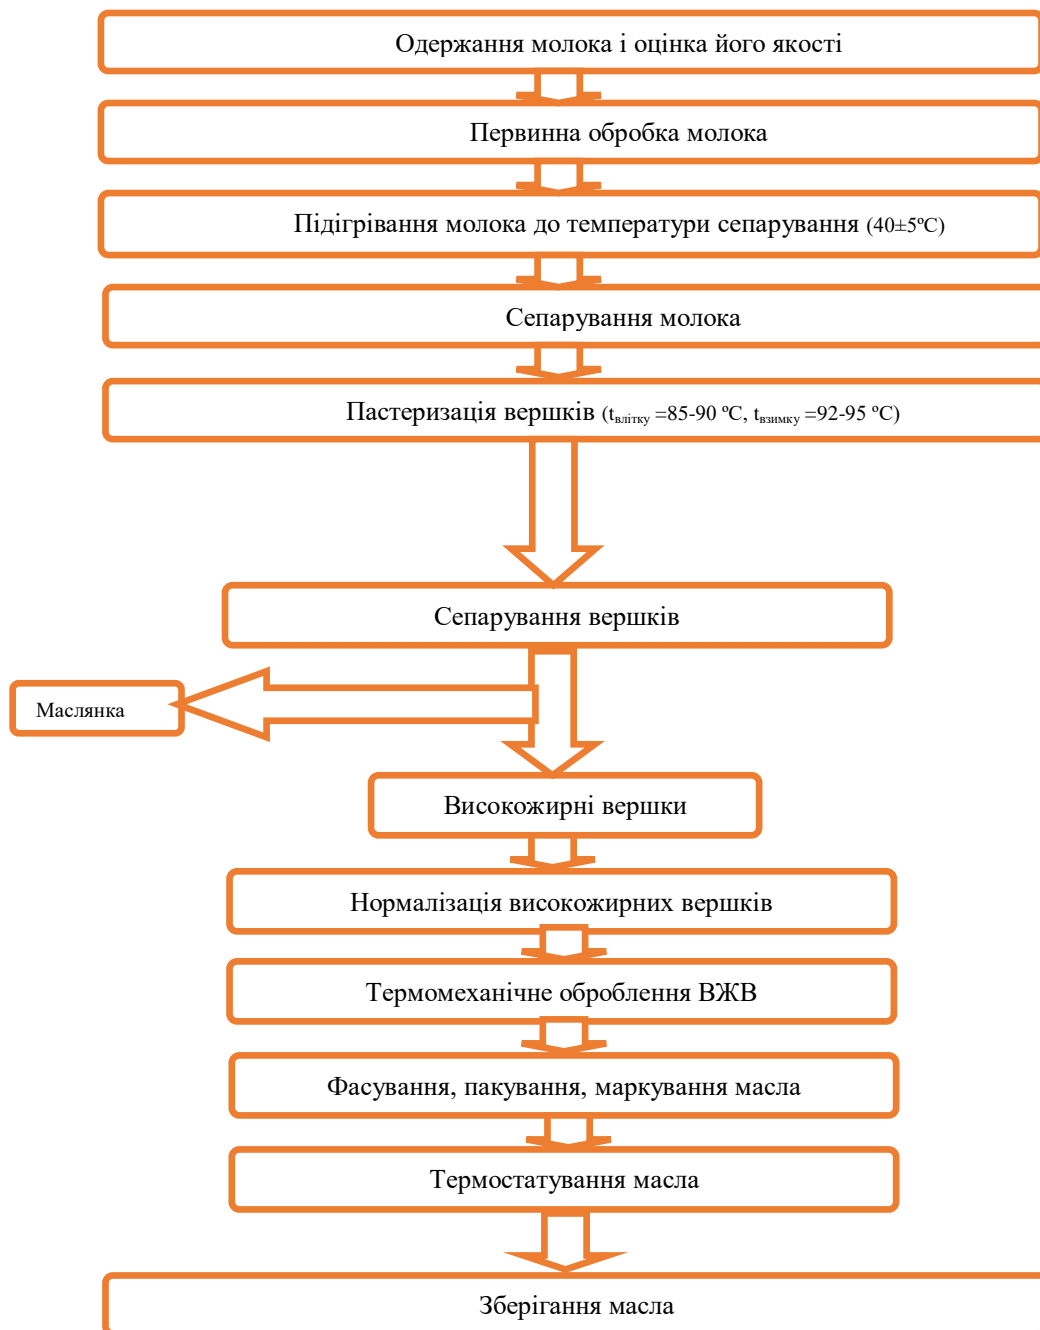 Одержання молока і оцінка його якості
Первинна обробка молока
Підігрівання молока до температури сепарування (40±5ºС)
Сепарування молока
Пастеризація вершків (tвлітку =85-90 ºС, tвзимку =92-95 ºС)
Сепарування вершків
Маслянка
Високожирні вершки
Нормалізація високожирних вершків
Термомеханічне оброблення ВЖВ
Фасування, пакування, маркування масла
Термостатування масла
Зберігання масла